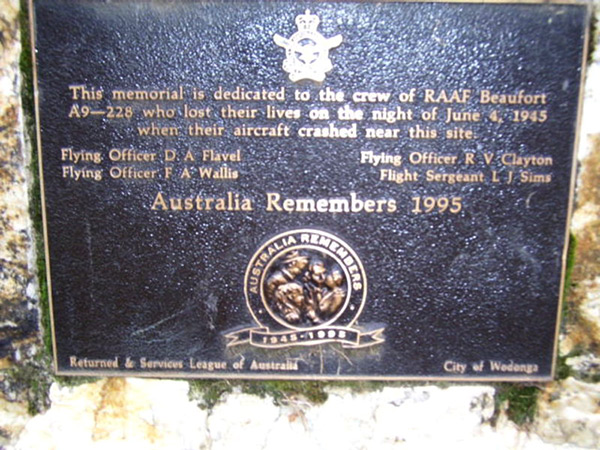 This memorial is dedicated to the crew of RAAF Beaufort
A9—228 who lost their lives on the night of June 4, 1945
when their aircraft crashed near this site.
Flying Officer D. A Flavel Flying Officer R V Clayton
Flying Officer F A Wallis Flight Sergeant L J Sims
Australia Remembers 1995
AUSTRALIA REMEMBERS
1945-1995
Returned & Services League of Australia City of Wodonga